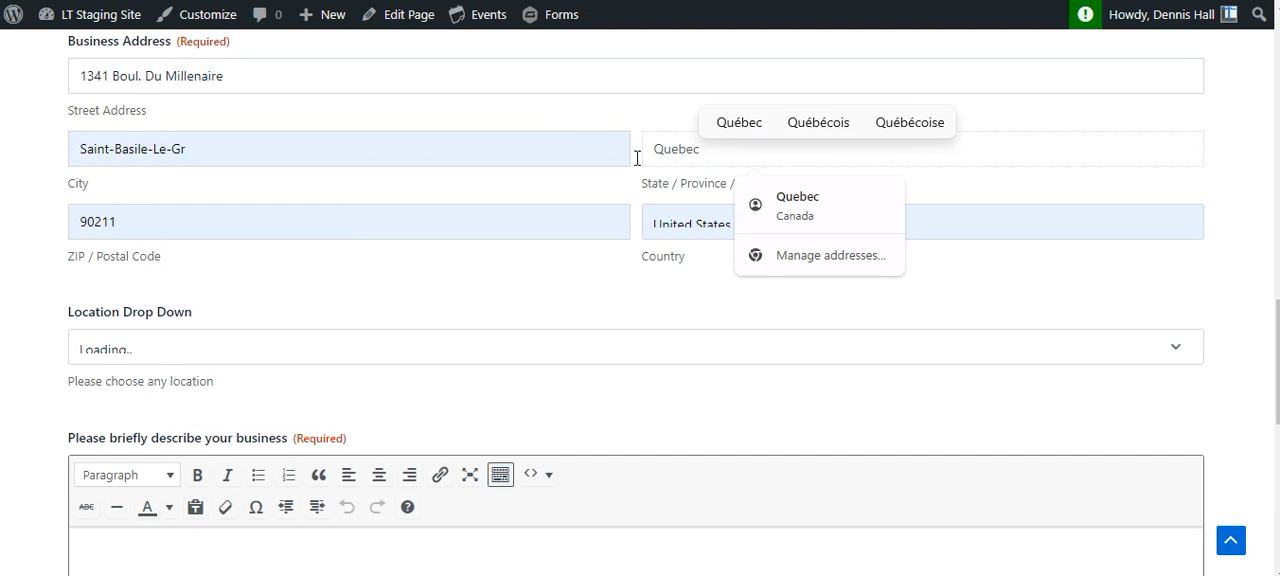 LT Staging Site Customize 0 New Edit Page Events Forms Howdy, Dennis Hall
Business Address (Required)
1341 Boul. Du Millenaire
Street Address
Québec Québécois Québécoise
Saint-Basile-Le-Gr Quebec
City State / Province /
Quebec
Canada
90211 United States
ZIP / Postal Code Country
Manage addresses...
Location Drop Down
Loading..
Please choose any location
Please briefly describe your business (Required)
Paragraph B I
ABC A Ω